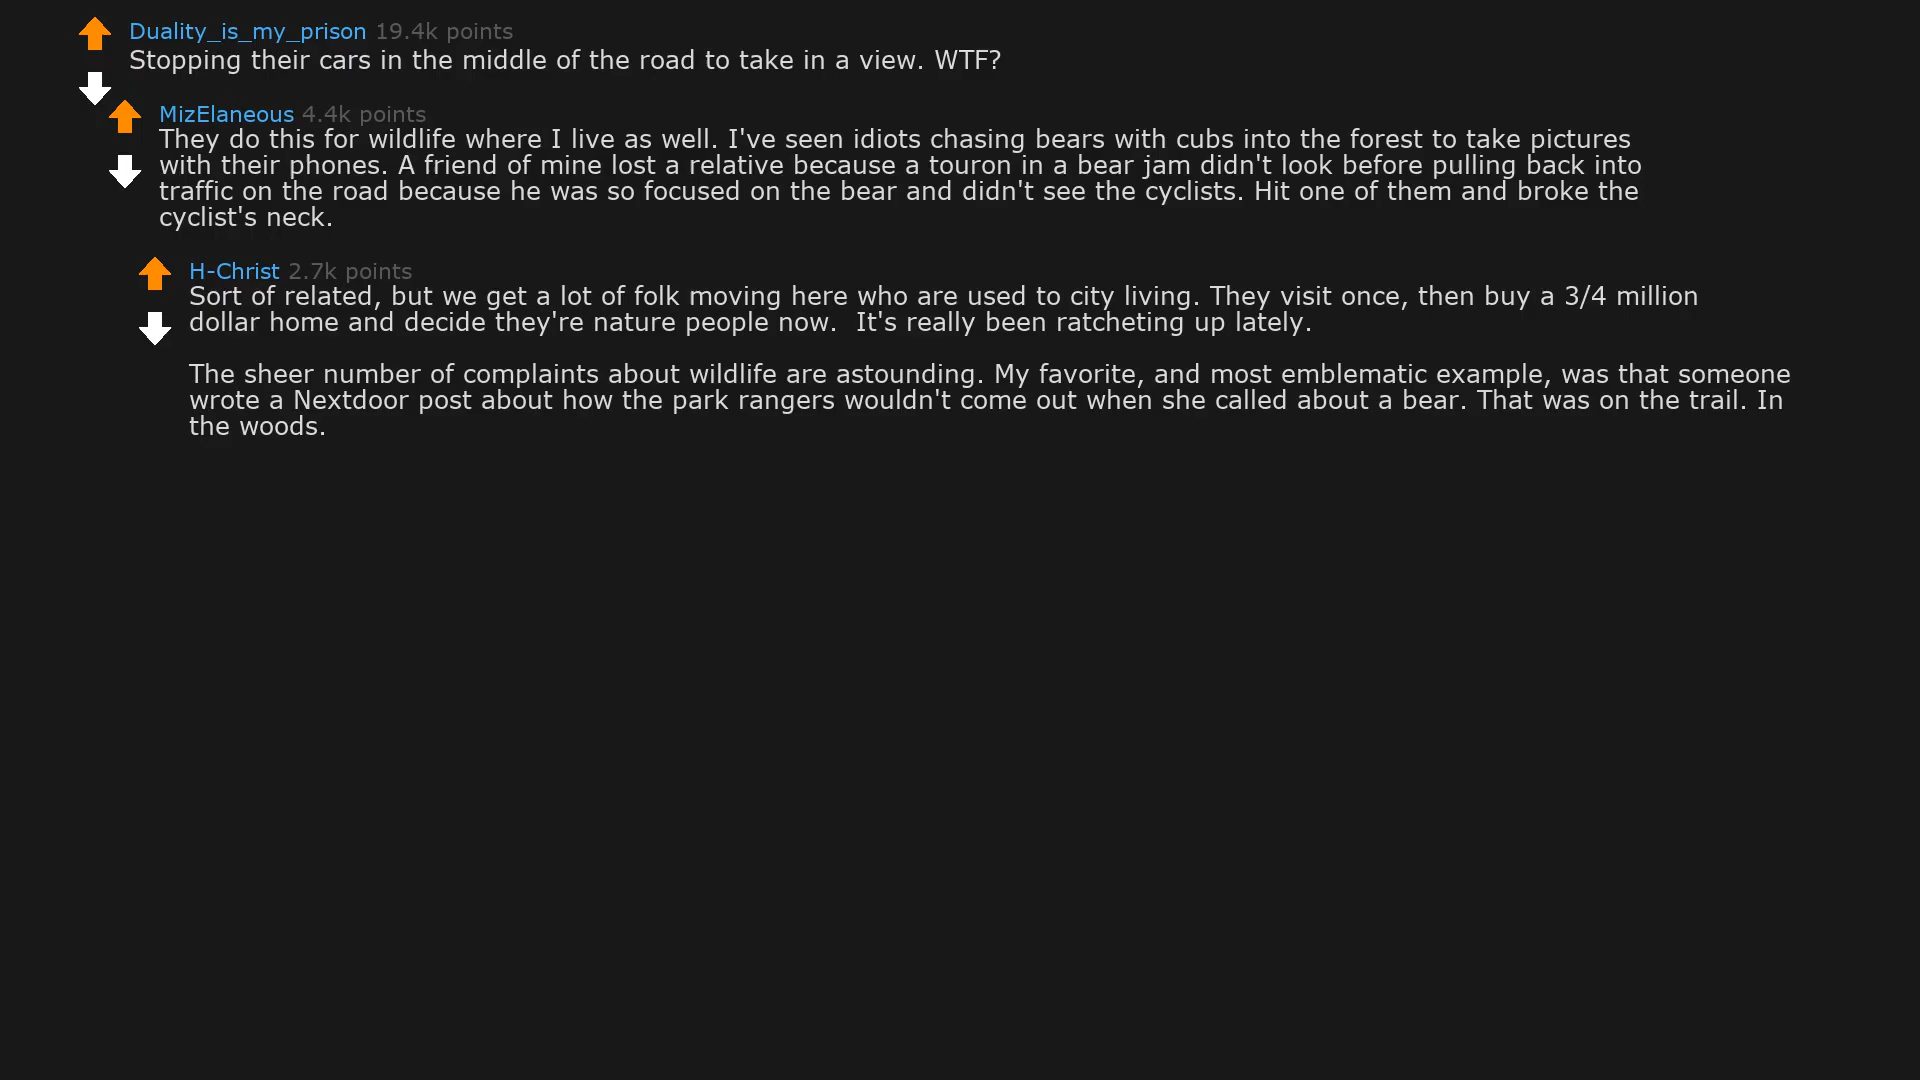 Duality_is_my_prison 19.4k points
Stopping their cars in the middle of the road to take in a view. WTF?
MizElaneous 4.4k points
They do this for wildlife where I live as well. I've seen idiots chasing bears with cubs into the forest to take pictures
with their phones. A friend of mine lost a relative because a touron in a bear jam didn't look before pulling back into
traffic on the road because he was so focused on the bear and didn't see the cyclists. Hit one of them and broke the
cyclist's neck.
H-Christ 2.7k points
Sort of related, but we get a lot of folk moving here who are used to city living. They visit once, then buy a 3/4 million
dollar home and decide they're nature people now.  It's really been ratcheting up lately.
The sheer number of complaints about wildlife are astounding. My favorite, and most emblematic example, was that someone
wrote a Nextdoor post about how the park rangers wouldn't come out when she called about a bear. That was on the trail. In
the woods.